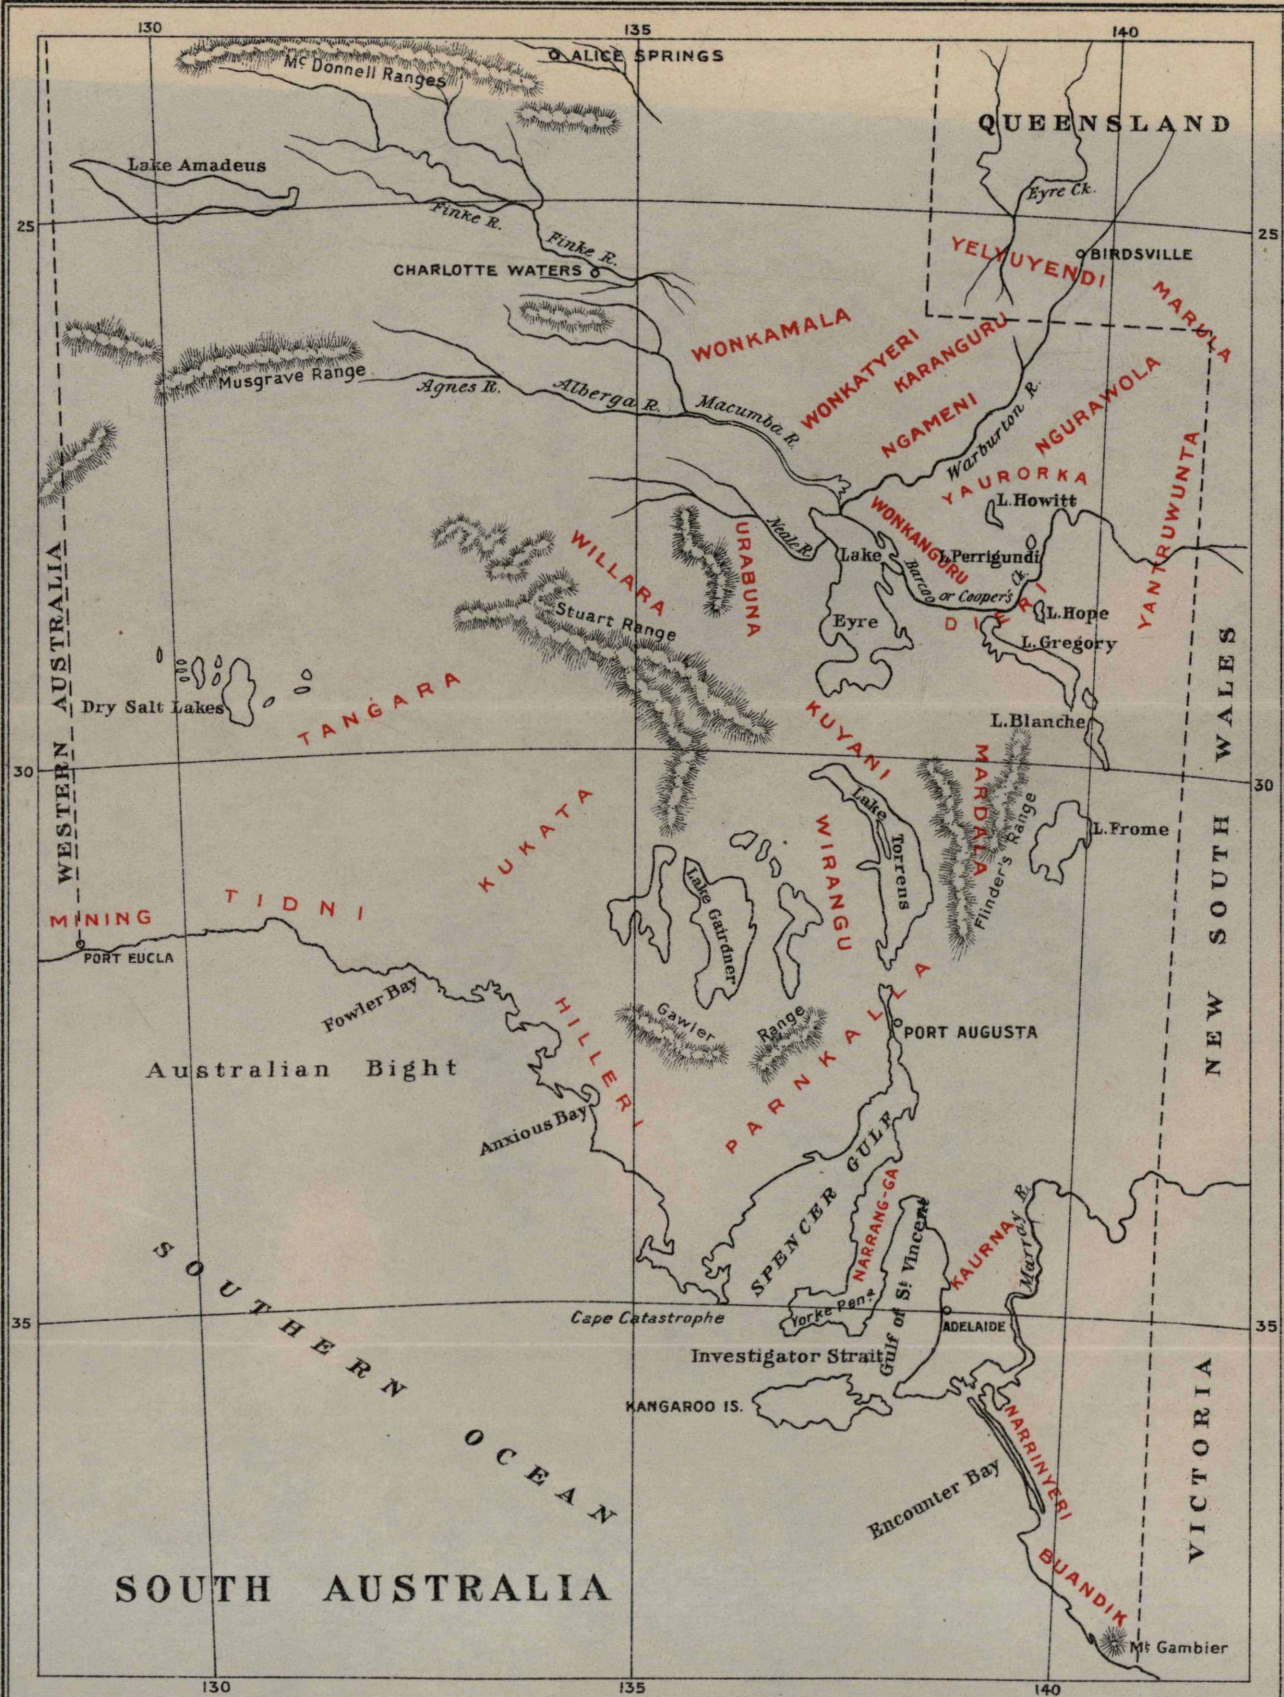 130
135
140
Mc Donnell Ranges
ALICE SPRINGS
QUEENSLAND
Lake Amadeus
Eyre Ck.
Finke R.
25
25
Finke R.
YELYUYENDI
BIRDSVILLE
CHARLOTTE WATERS
MARULA
WONKAMALA
WONKATYERI
KARANGURU
Musgrave Range
Agnes R.
Alberga R.
Macumba R.
NGAMENI
Warburton R.
NGURAWOLA
YAURORKA
YANTRUWUNTA
L. Howitt
WONKANGURU
WILLARA
URABUNA
Neale R.
Lake
Eyre
L. Perrigundi
Barcoo or Cooper's Ck.
DIERI
L. Hope
L. Gregory
Stuart Range
WESTERN AUSTRALIA
Dry Salt Lakes
TANGARA
KUYANI
L. Blanche
NEW SOUTH WALES
30
30
MARDALA
Flinder's Range
L. Frome
KUKATA
WIRANGU
Lake Torrens
Lake Gairdner
TIDNI
MINING
PORT EUCLA
Fowler Bay
HILLERI
Gawler Range
PARNKALLA
PORT AUGUSTA
Australian Bight
Anxious Bay
SPENCER GULF
NARRANG-GA
KAURNA
Murray R.
Gulf of St. Vincent
SOUTHERN OCEAN
35
35
Cape Catastrophe
Yorke Pena.
ADELAIDE
Investigator Strait
KANGAROO IS.
NARRINYERI
Encounter Bay
VICTORIA
BUANDIK
SOUTH AUSTRALIA
Mt Gambier
130
135
140